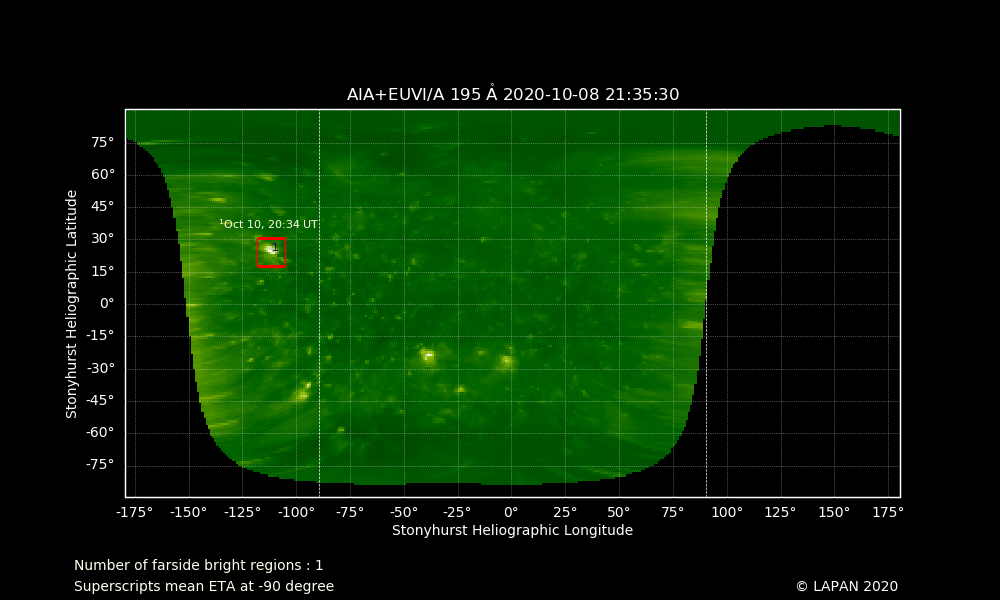 AIA+EUVI/A 195 Å 2020-10-08 21:35:30
75°
60°
45°
¹Oct 10, 20:34 UT
30°
1
15°
0°
-15°
-30°
-45°
-60°
-75°
Stonyhurst Heliographic Latitude
-175° -150° -125° -100° -75° -50° -25° 0° 25° 50° 75° 100° 125° 150° 175°
Stonyhurst Heliographic Longitude
Number of farside bright regions : 1
Superscripts mean ETA at -90 degree
© LAPAN 2020